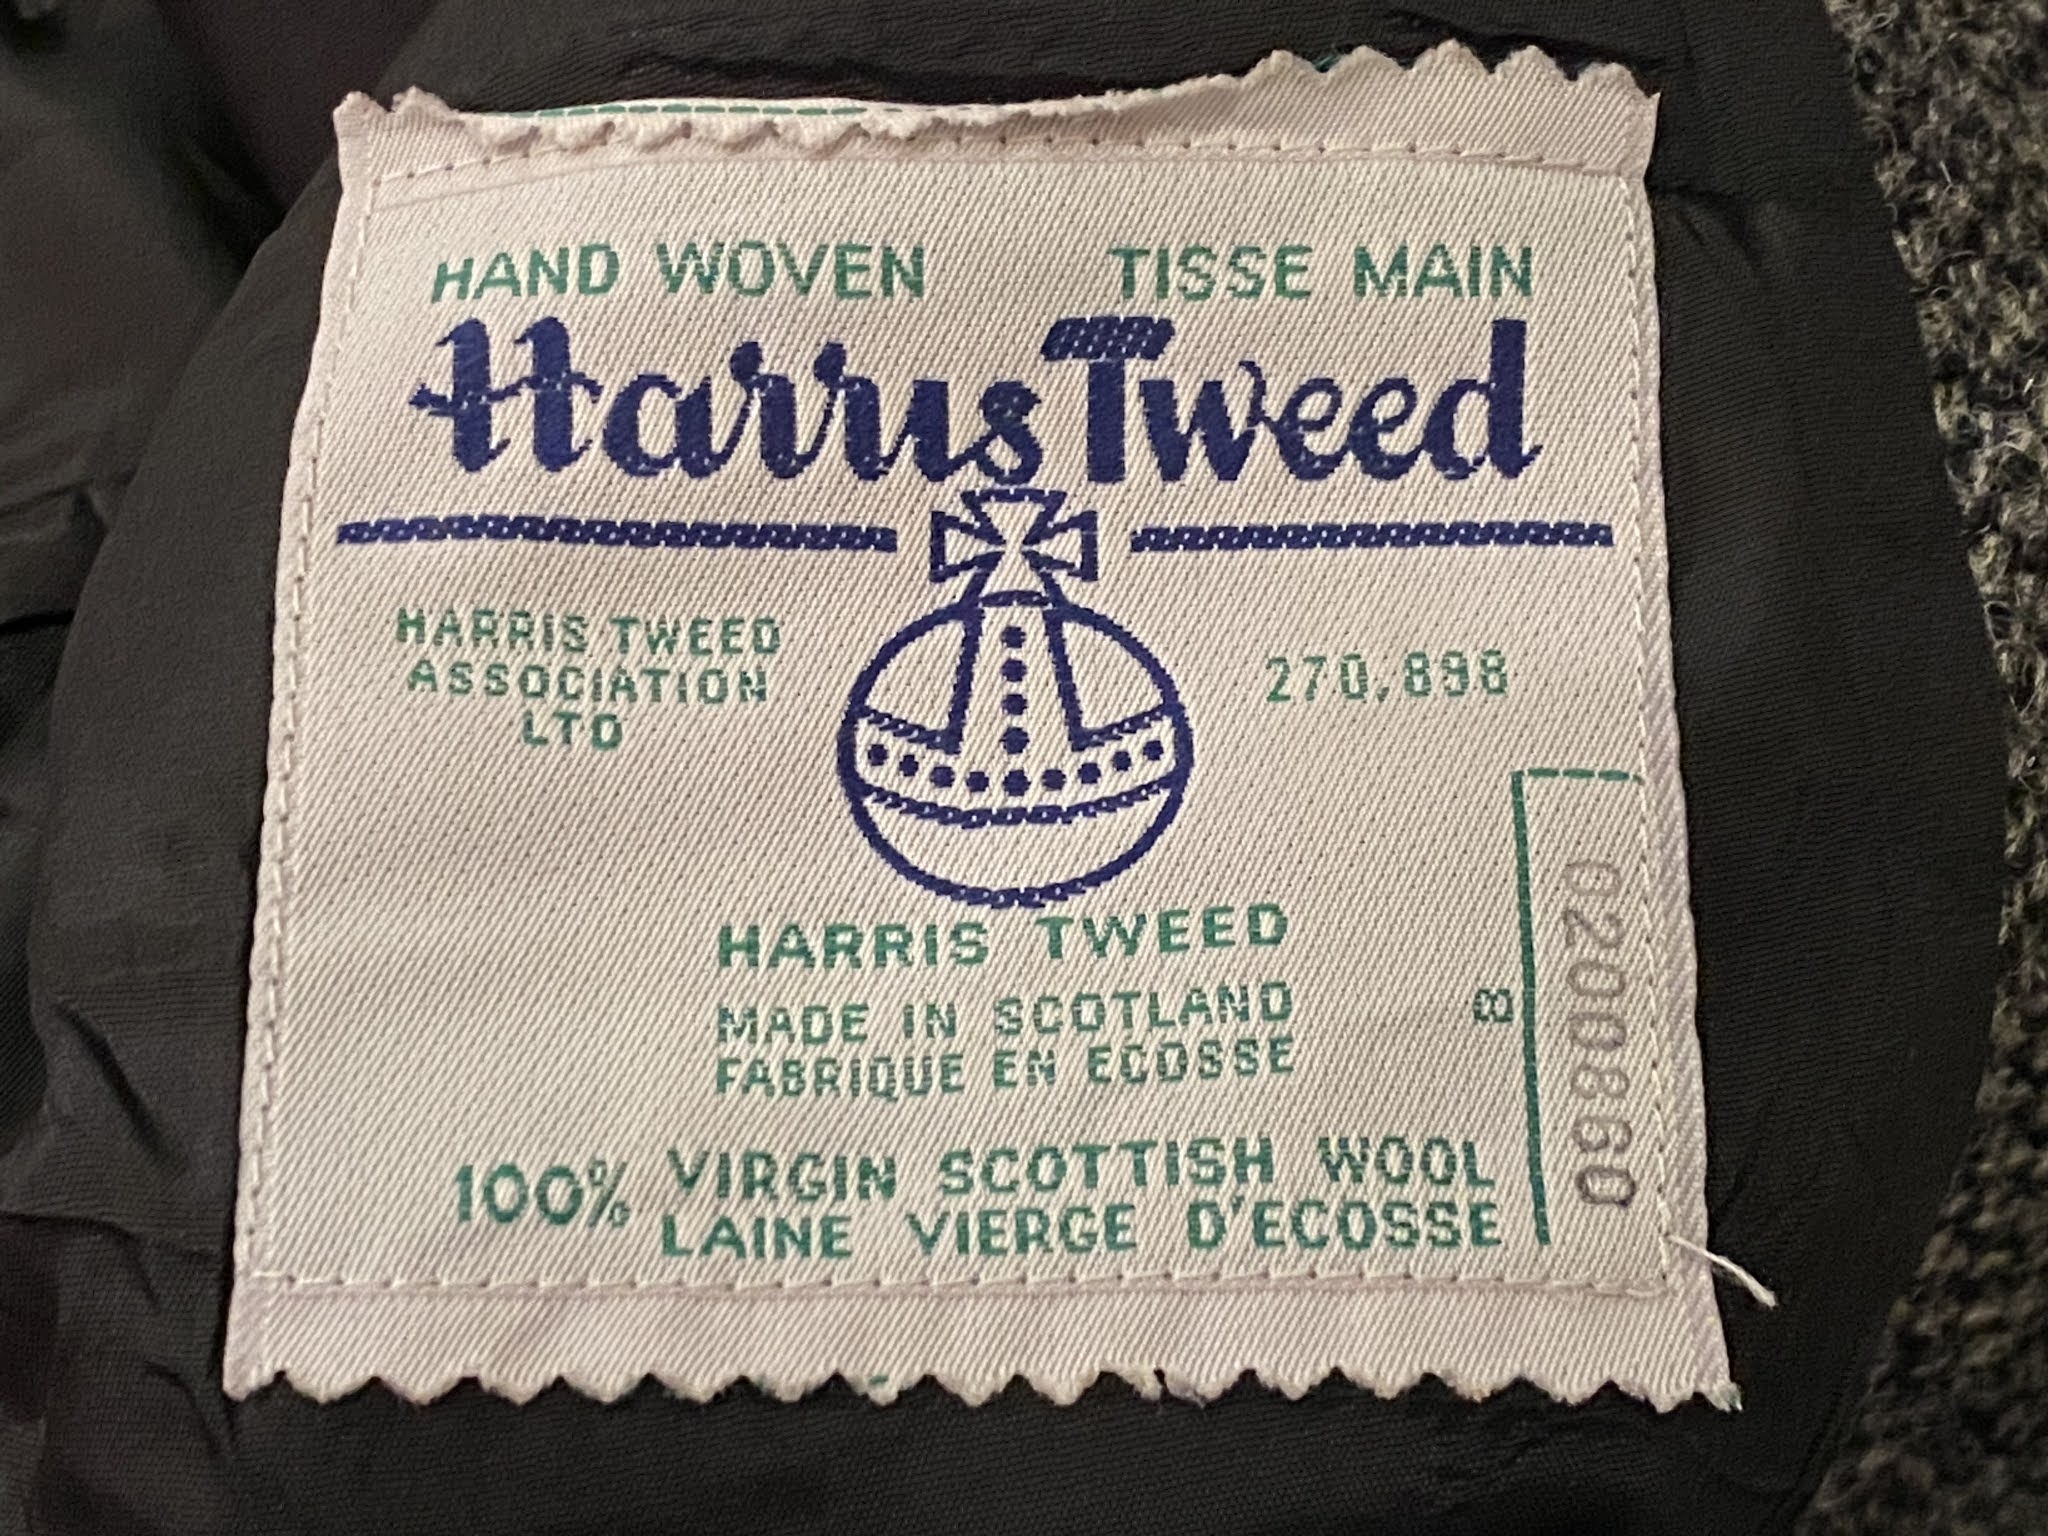 HAND WOVEN TISSE MAIN
Harris Tweed
HARRIS TWEED
ASSOCIATION
LTD
270,898
HARRIS TWEED
MADE IN SCOTLAND
FABRIQUE EN ECOSSE
8
0200860
100% VIRGIN SCOTTISH WOOL
LAINE VIERGE D'ECOSSE